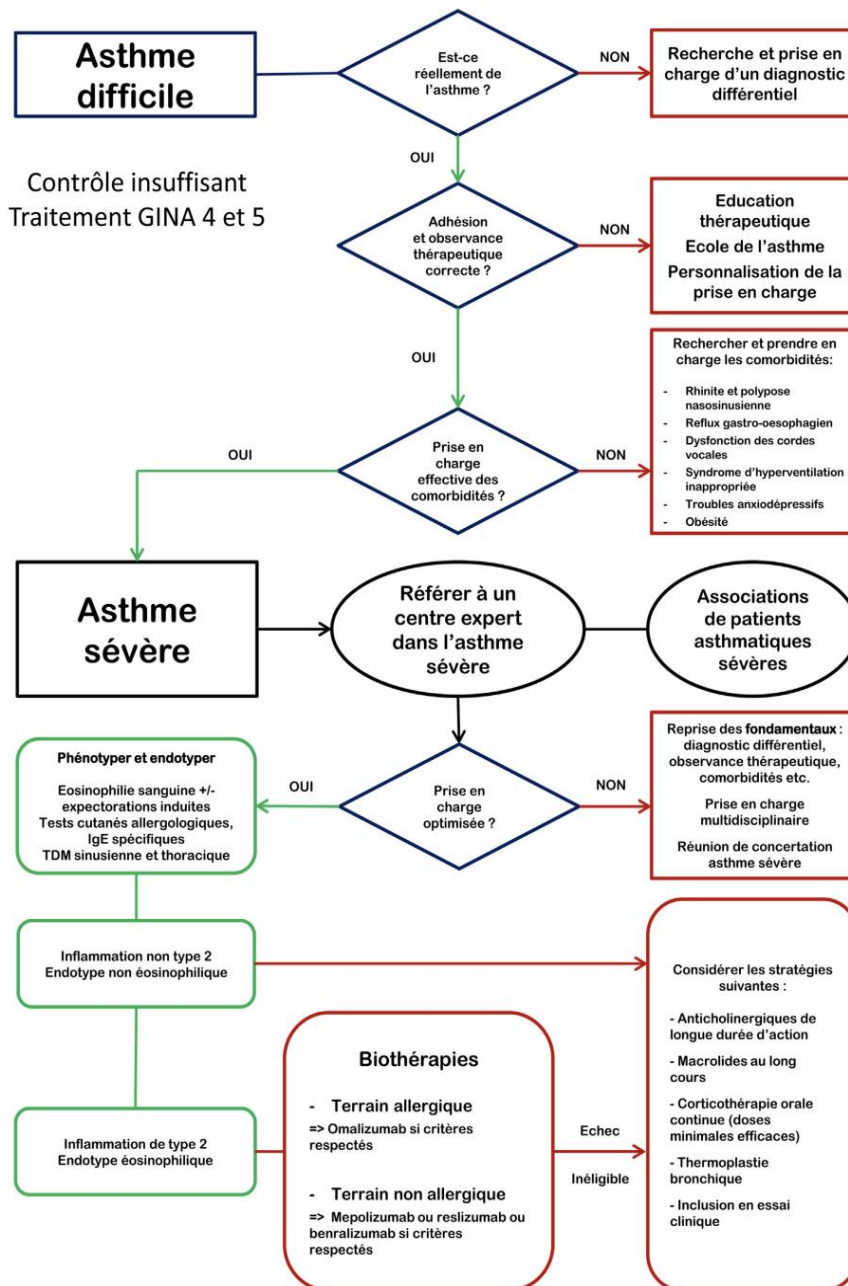 Asthme
difficile
Est-ce
réellement de
l'asthme ?
NON
Recherche et prise en
charge d'un diagnostic
différentiel
OUI
Contrôle insuffisant
Traitement GINA 4 et 5
Adhésion
et observance
thérapeutique
correcte ?
NON
Education
thérapeutique
Ecole de l'asthme
Personnalisation de la
prise en charge
OUI
Rechercher et prendre en
charge les comorbidités:
- Rhinite et polypose
nasosinusienne
- Reflux gastro-oesophagien
- Dysfonction des cordes
vocales
- Syndrome d'hyperventilation
inappropriée
- Troubles anxiodépressifs
- Obésité
OUI
Prise en
charge
effective des
comorbidités ?
NON
Asthme
sévère
Référer à un
centre expert
dans l'asthme
sévère
Associations
de patients
asthmatiques
sévères
Phénotyper et endotyper
Eosinophilie sanguine +/-
expectorations induites
Tests cutanés allergologiques,
IgE spécifiques
TDM sinusienne et thoracique
OUI
Prise en
charge
optimisée ?
NON
Reprise des fondamentaux :
diagnostic différentiel,
observance thérapeutique,
comorbidités etc.
Prise en charge
multidisciplinaire
Réunion de concertation
asthme sévère
Inflammation non type 2
Endotype non éosinophilique
Considérer les stratégies
suivantes :
- Anticholinergiques de
longue durée d'action
- Macrolides au long
cours
- Corticothérapie orale
continue (doses
minimales efficaces)
- Thermoplastie
bronchique
- Inclusion en essai
clinique
Inflammation de type 2
Endotype éosinophilique
Biothérapies
- Terrain allergique
=> Omalizumab si critères
respectés
- Terrain non allergique
=> Mepolizumab ou reslizumab ou
benralizumab si critères
respectés
Echec
Inéligible